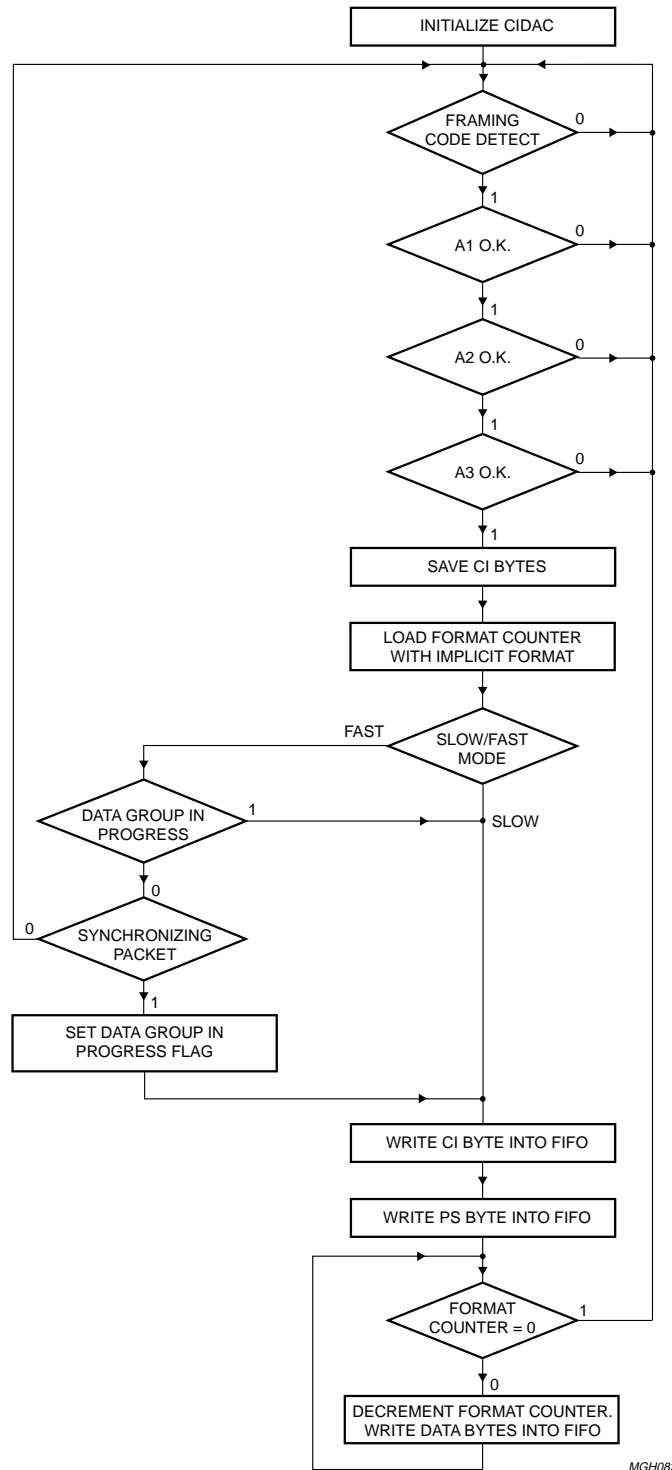 INITIALIZE CIDAC
FRAMING
CODE DETECT
0
1
A1 O.K.
0
1
A2 O.K.
0
1
A3 O.K.
0
1
SAVE CI BYTES
LOAD FORMAT COUNTER
WITH IMPLICIT FORMAT
SLOW/FAST
MODE
FAST
SLOW
DATA GROUP IN
PROGRESS
1
0
SYNCHRONIZING
PACKET
0
1
SET DATA GROUP IN
PROGRESS FLAG
WRITE CI BYTE INTO FIFO
WRITE PS BYTE INTO FIFO
FORMAT
COUNTER = 0
1
0
DECREMENT FORMAT COUNTER.
WRITE DATA BYTES INTO FIFO